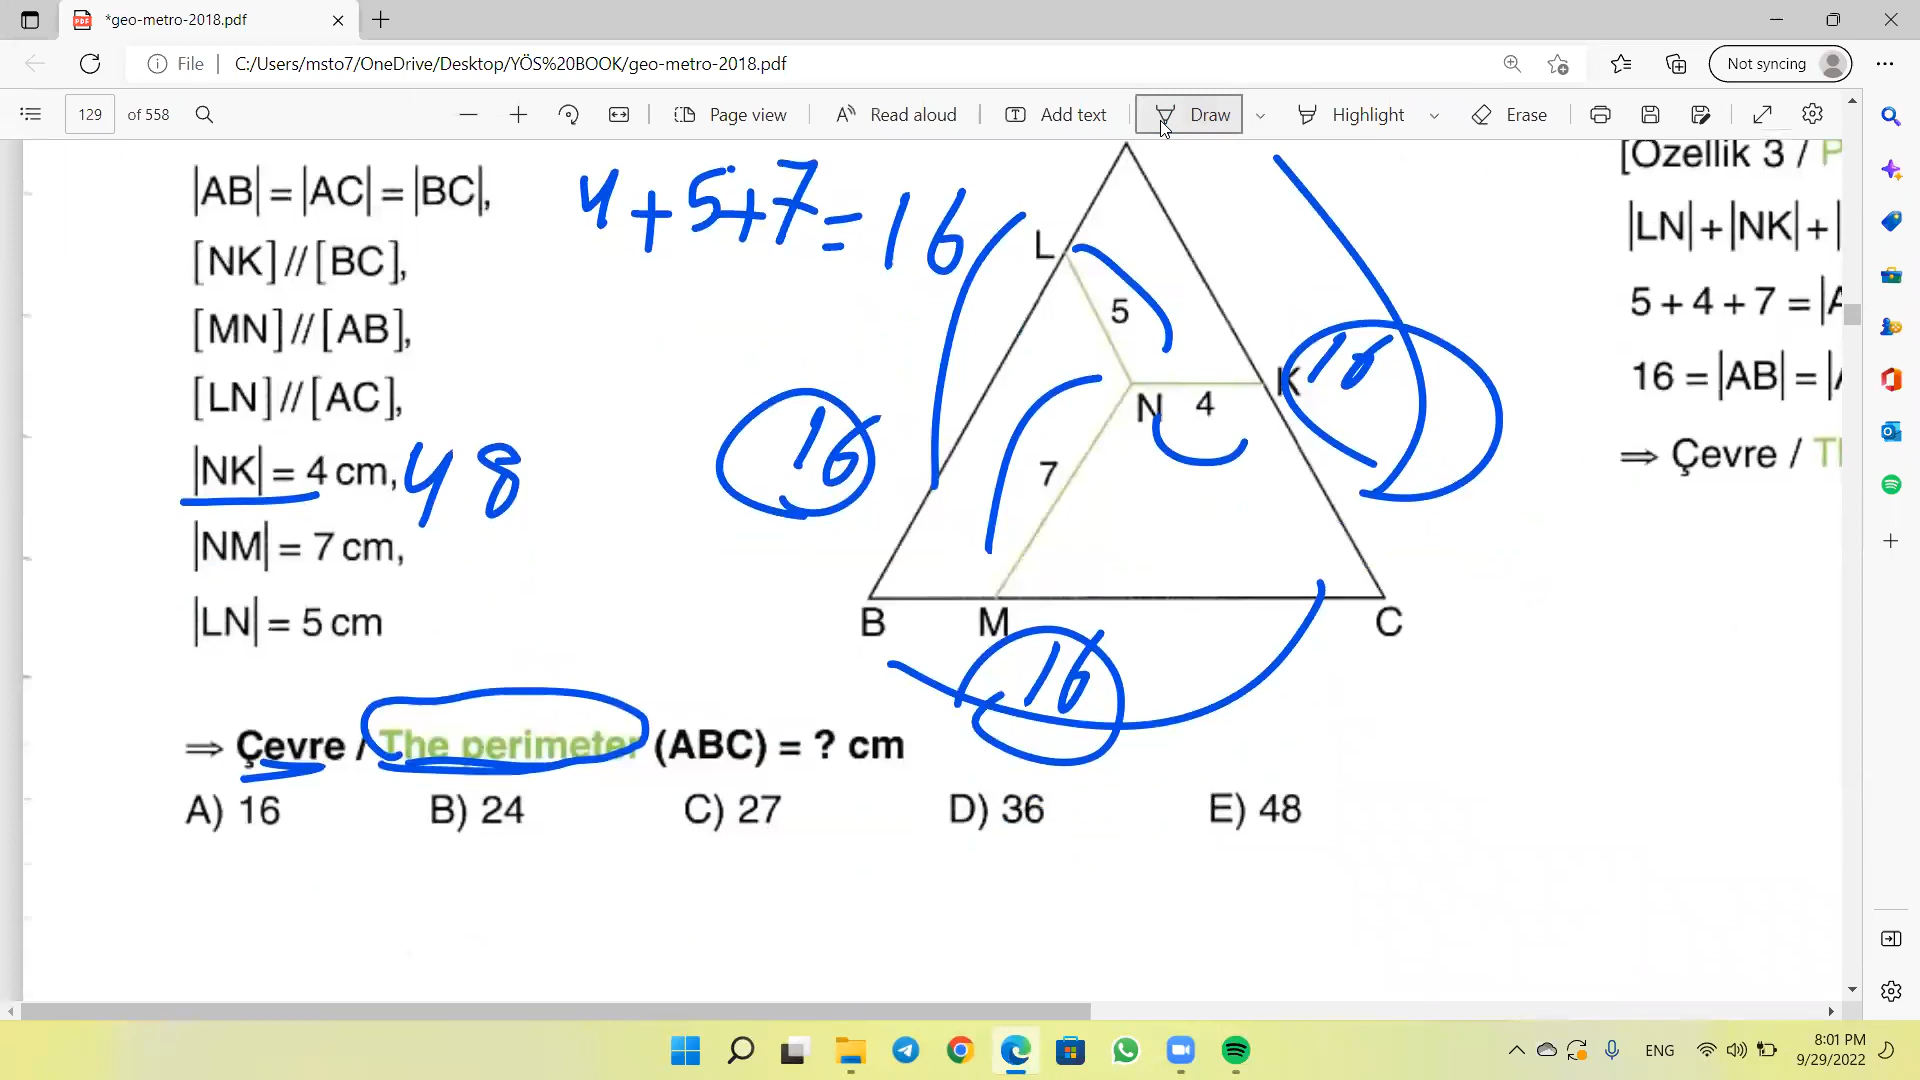 *geo-metro-2018.pdf
File
C:/Users/msto7/OneDrive/Desktop/YÖS%20BOOK/geo-metro-2018.pdf
Not syncing
129 of 558
Page view
Read aloud
Add text
Draw
Highlight
Erase
|AB| = |AC| = |BC|,
[NK] // [BC],
[MN] // [AB],
[LN] // [AC],
|NK| = 4 cm,
48
|NM| = 7 cm,
|LN| = 5 cm
4+5+7=16
L
5
K
N 4
7
16
16
B M C
16
⇒ Çevre / The perimeter (ABC) = ? cm
A) 16 B) 24 C) 27 D) 36 E) 48
[Özellik 3 / P
|LN| + |NK| + |
5 + 4 + 7 = |A
16 = |AB| = |A
⇒ Çevre / T
ENG
8:01 PM
9/29/2022